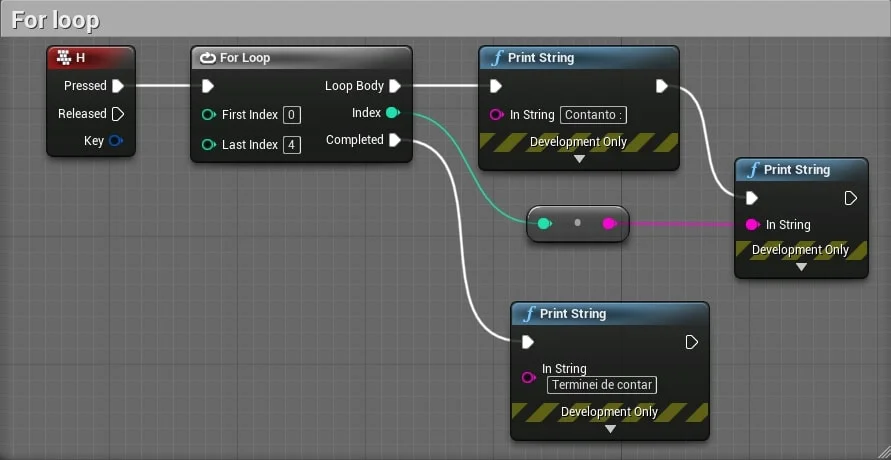 For loop
H
Pressed
Released
Key
For Loop
Loop Body
First Index 0
Index
Last Index 4
Completed
Print String
In String Contanto :
Development Only
Print String
In String
Development Only
Print String
In String
Terminei de contar
Development Only